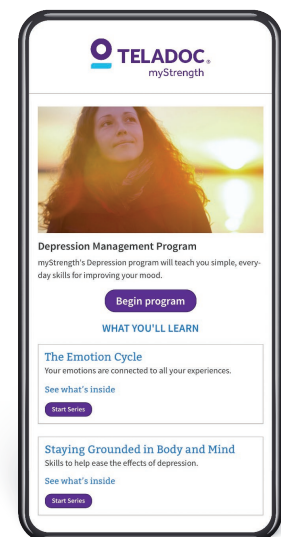 TELADOC®
myStrength
Depression Management Program
myStrength's Depression program will teach you simple, every-
day skills for improving your mood.
Begin program
WHAT YOU'LL LEARN
The Emotion Cycle
Your emotions are connected to all your experiences.
See what's inside
Start Series
Staying Grounded in Body and Mind
Skills to help ease the effects of depression.
See what's inside
Start Series